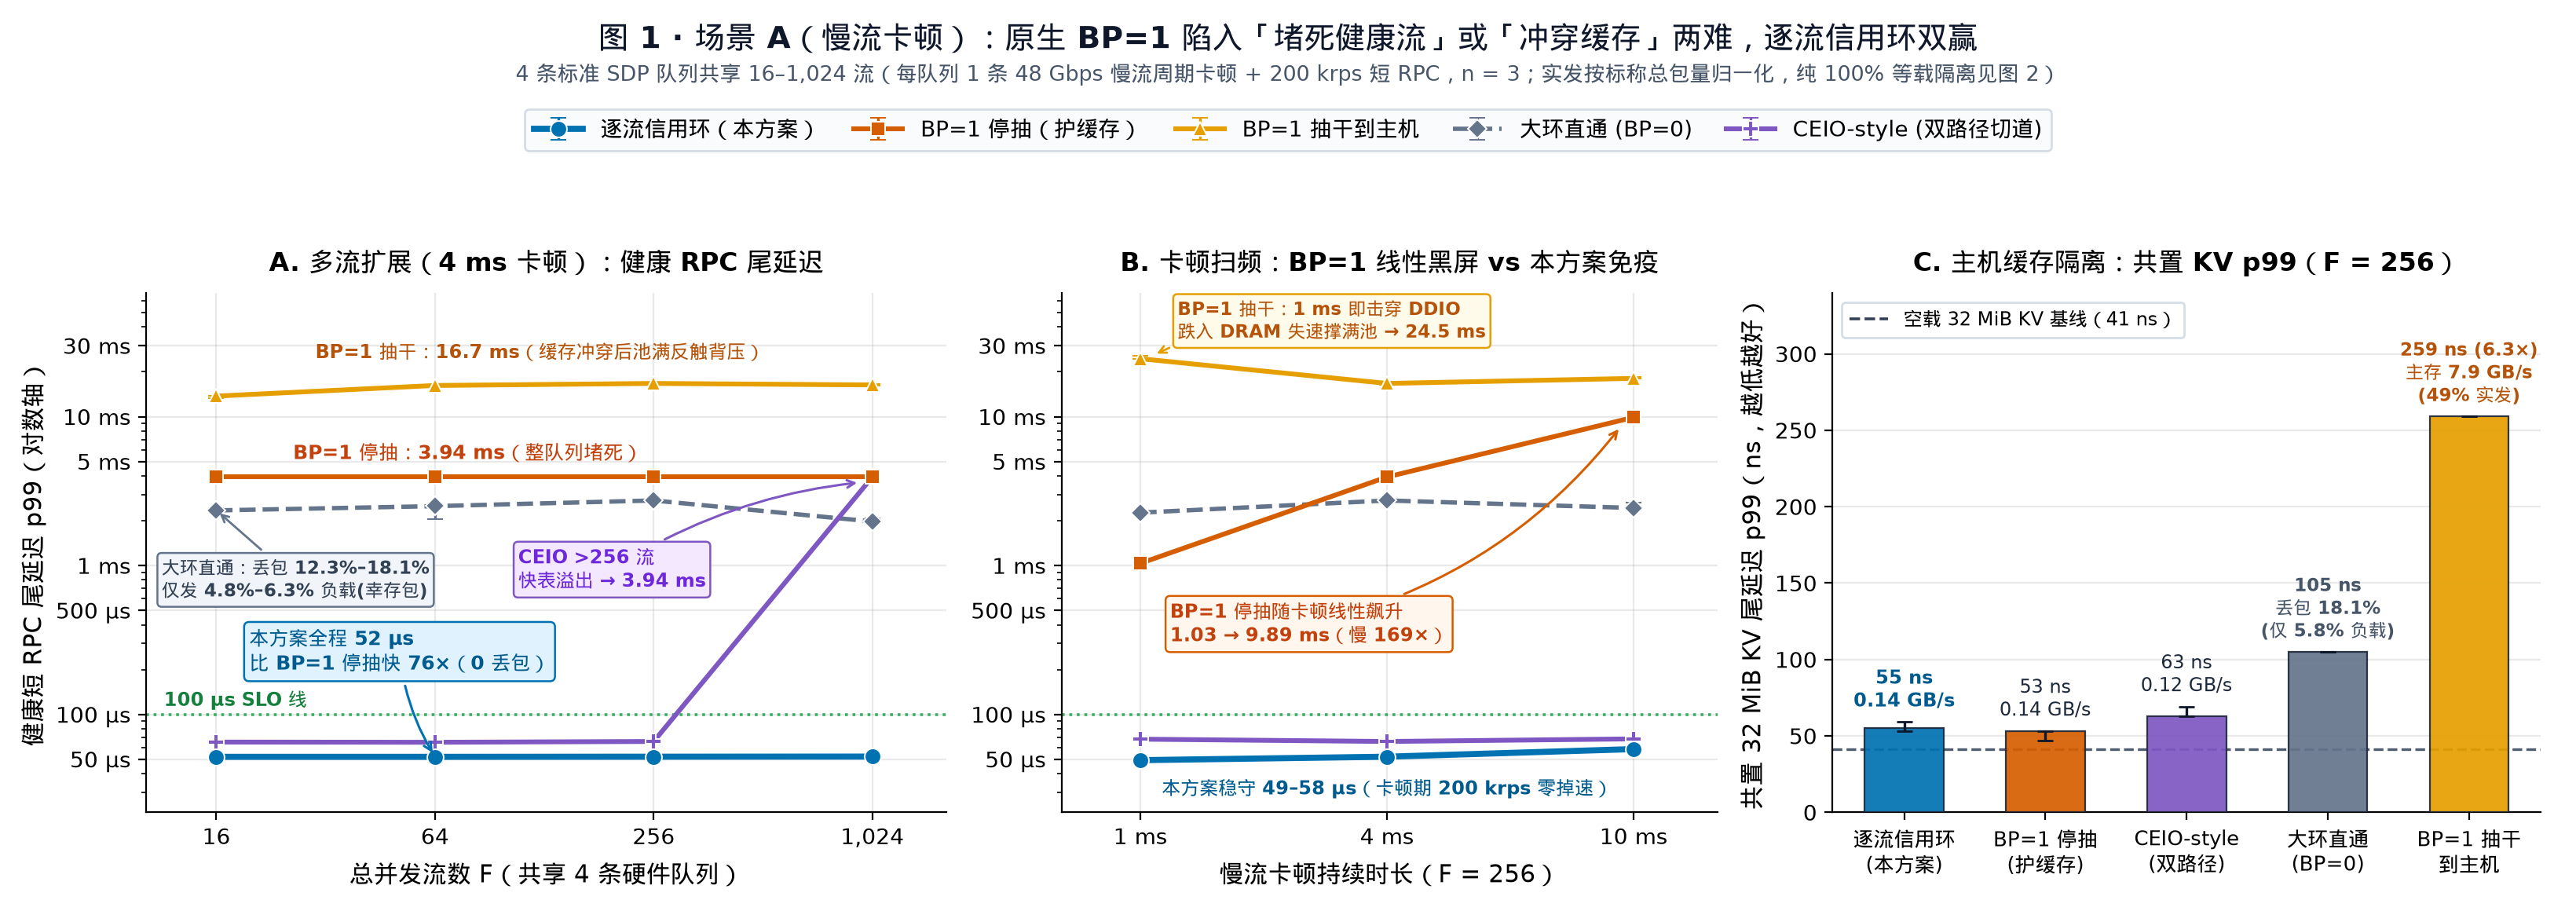 图 1 · 场景 A（慢流卡顿）：原生 BP=1 陷入「堵死健康流」或「冲穿缓存」两难，逐流信用环双赢
4 条标准 SDP 队列共享 16–1,024 流（每队列 1 条 48 Gbps 慢流周期卡顿 + 200 krps 短 RPC，n = 3；实发按标称总包量归一化，纯 100% 等载隔离见图 2）
逐流信用环（本方案）
BP=1 停抽（护缓存）
BP=1 抽干到主机
大环直通 (BP=0)
CEIO-style (双路径切道)
A. 多流扩展（4 ms 卡顿）：健康 RPC 尾延迟
健康短 RPC 尾延迟 p99（对数轴）
30 ms
10 ms
5 ms
1 ms
500 µs
100 µs
50 µs
BP=1 抽干：16.7 ms（缓存冲穿后池满反触背压）
BP=1 停抽：3.94 ms（整队列堵死）
大环直通：丢包 12.3%–18.1%
仅发 4.8%–6.3% 负载(幸存包)
CEIO >256 流
快表溢出 → 3.94 ms
本方案全程 52 µs
比 BP=1 停抽快 76×（0 丢包）
100 µs SLO 线
16
64
256
1,024
总并发流数 F（共享 4 条硬件队列）
B. 卡顿扫频：BP=1 线性黑屏 vs 本方案免疫
30 ms
10 ms
5 ms
1 ms
500 µs
100 µs
50 µs
BP=1 抽干：1 ms 即击穿 DDIO
跌入 DRAM 失速撑满池 → 24.5 ms
BP=1 停抽随卡顿线性飙升
1.03 → 9.89 ms（慢 169×）
本方案稳守 49–58 µs（卡顿期 200 krps 零掉速）
1 ms
4 ms
10 ms
慢流卡顿持续时长（F = 256）
C. 主机缓存隔离：共置 KV p99（F = 256）
共置 32 MiB KV 尾延迟 p99（ns，越低越好）
空载 32 MiB KV 基线（41 ns）
300
250
200
150
100
50
0
55 ns
0.14 GB/s
53 ns
0.14 GB/s
63 ns
0.12 GB/s
105 ns
丢包 18.1%
(仅 5.8% 负载)
259 ns (6.3×)
主存 7.9 GB/s
(49% 实发)
逐流信用环
(本方案)
BP=1 停抽
(护缓存)
CEIO-style
(双路径)
大环直通
(BP=0)
BP=1 抽干
到主机